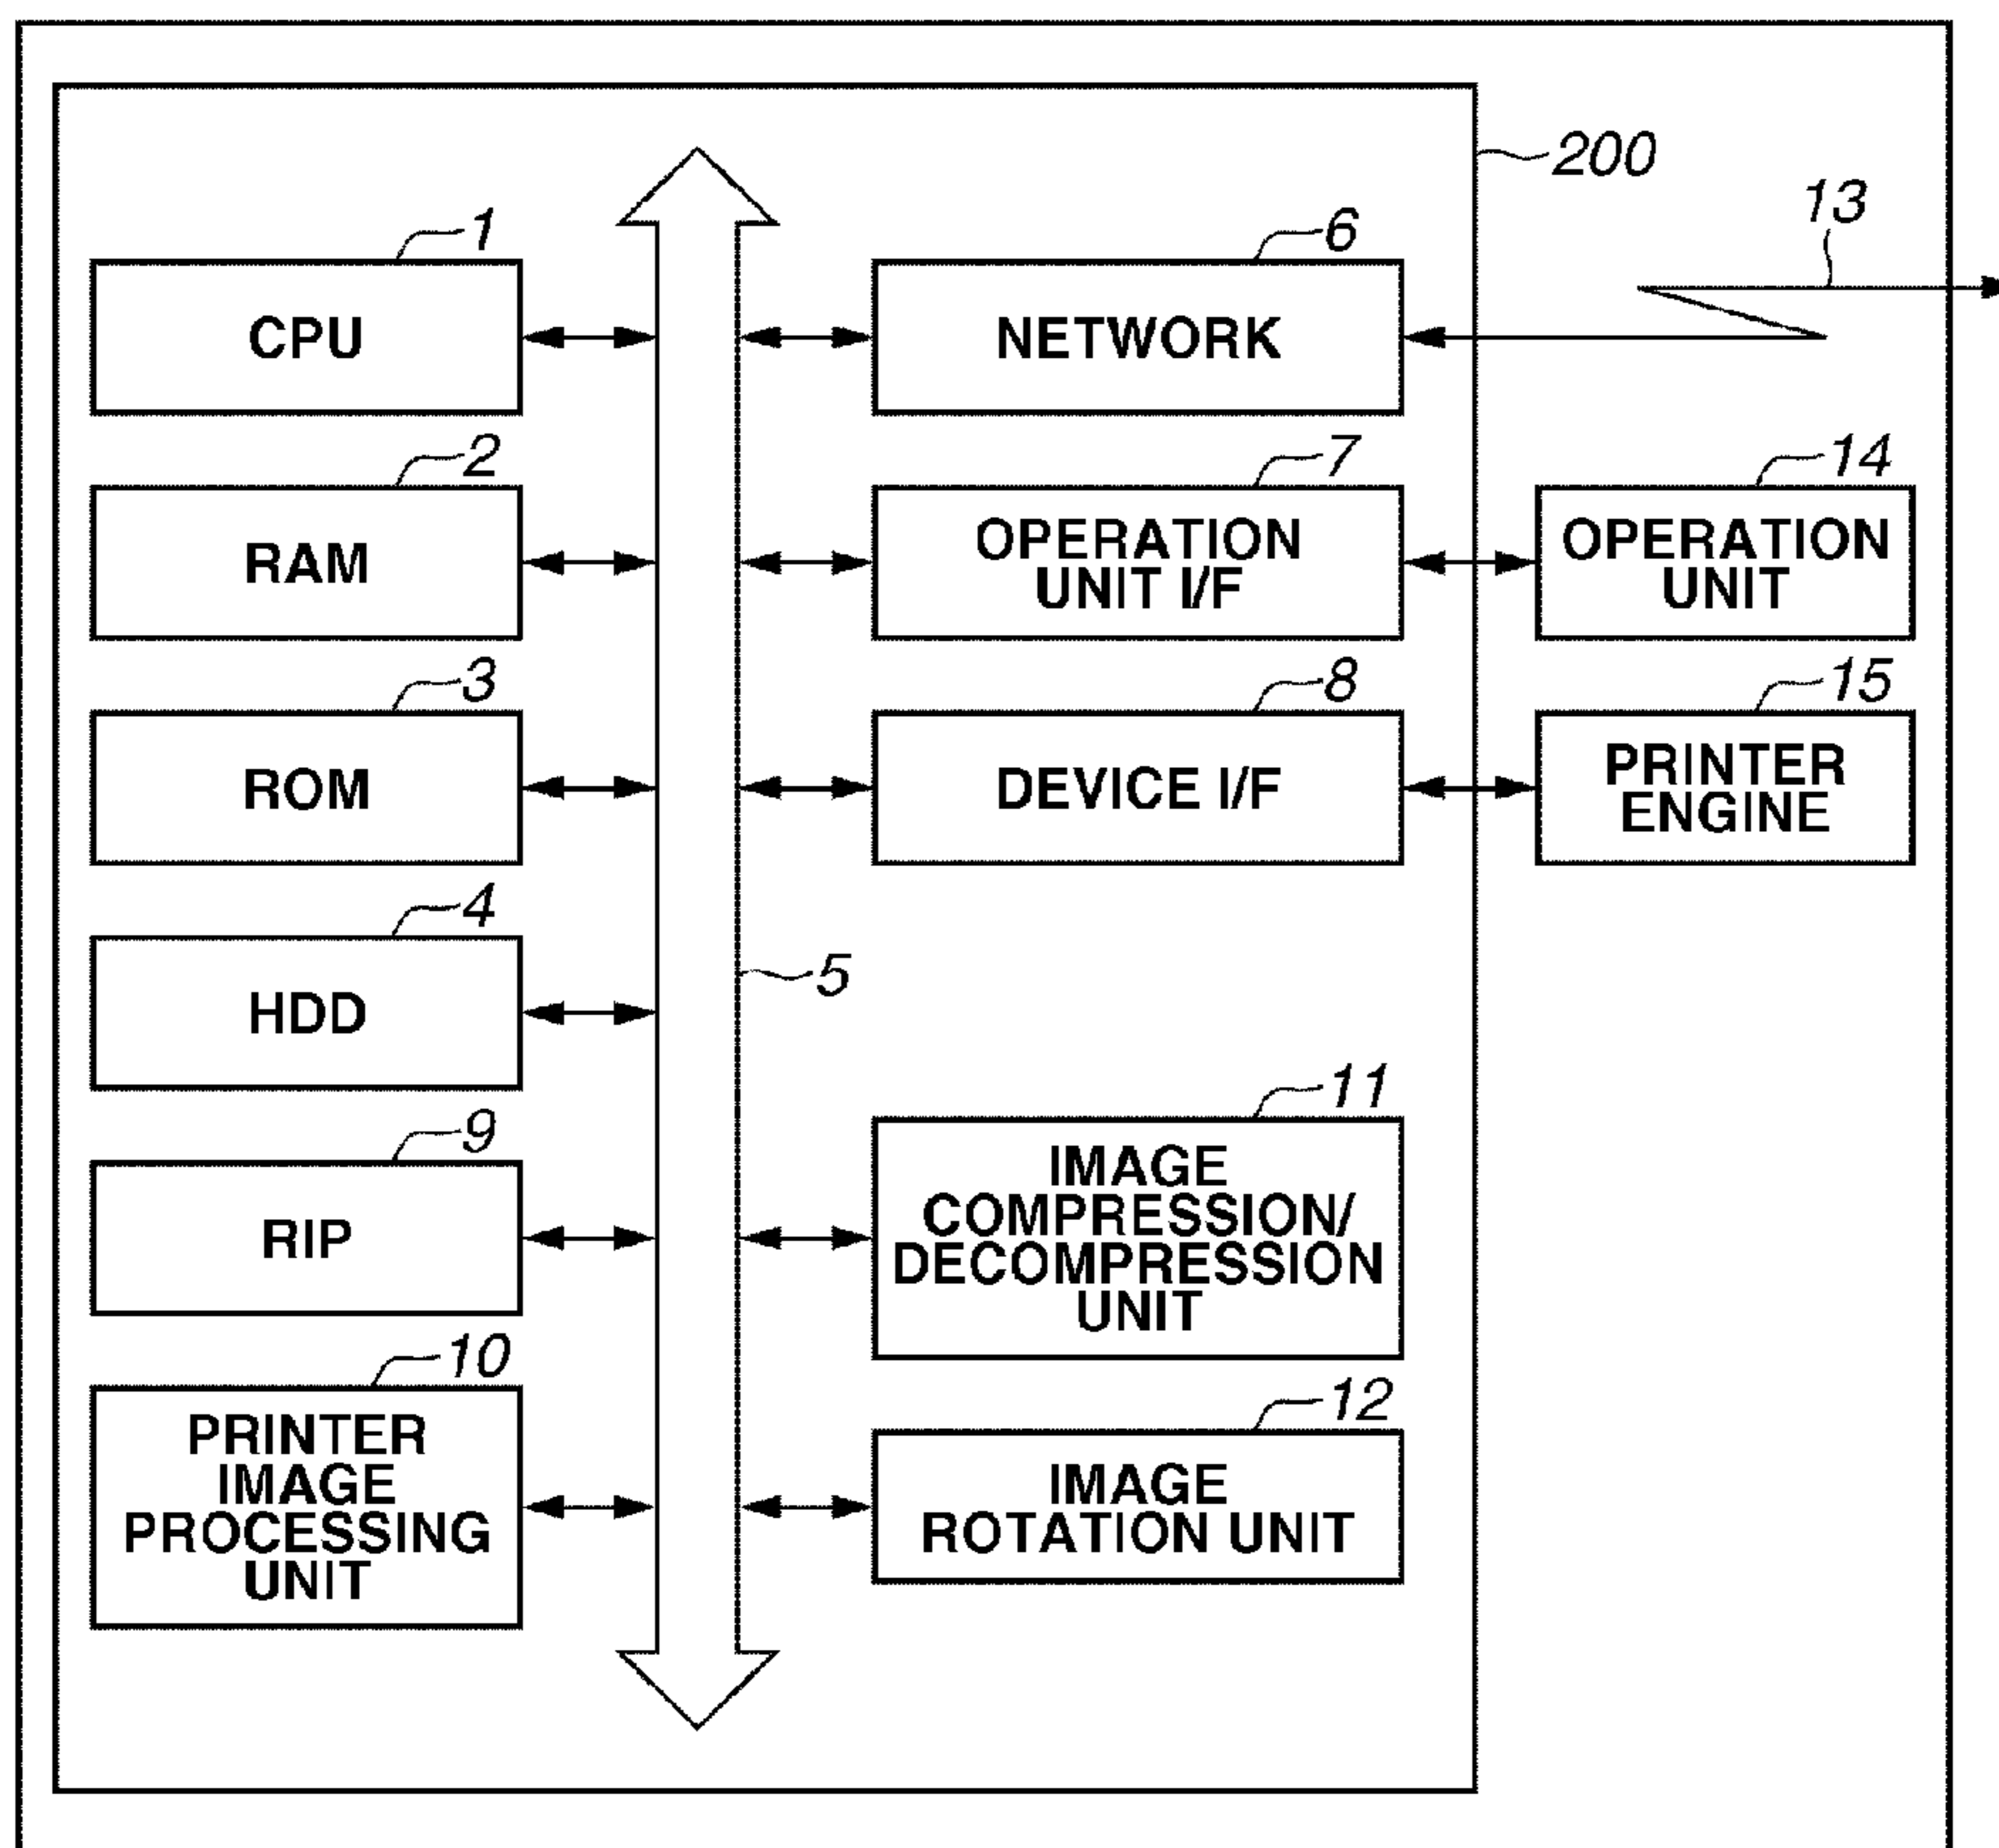 200
13
1
CPU
6
NETWORK
2
RAM
7
OPERATION
UNIT I/F
14
OPERATION
UNIT
3
ROM
8
DEVICE I/F
15
PRINTER
ENGINE
4
HDD
5
9
RIP
11
IMAGE
COMPRESSION/
DECOMPRESSION
UNIT
10
PRINTER
IMAGE
PROCESSING
UNIT
12
IMAGE
ROTATION UNIT